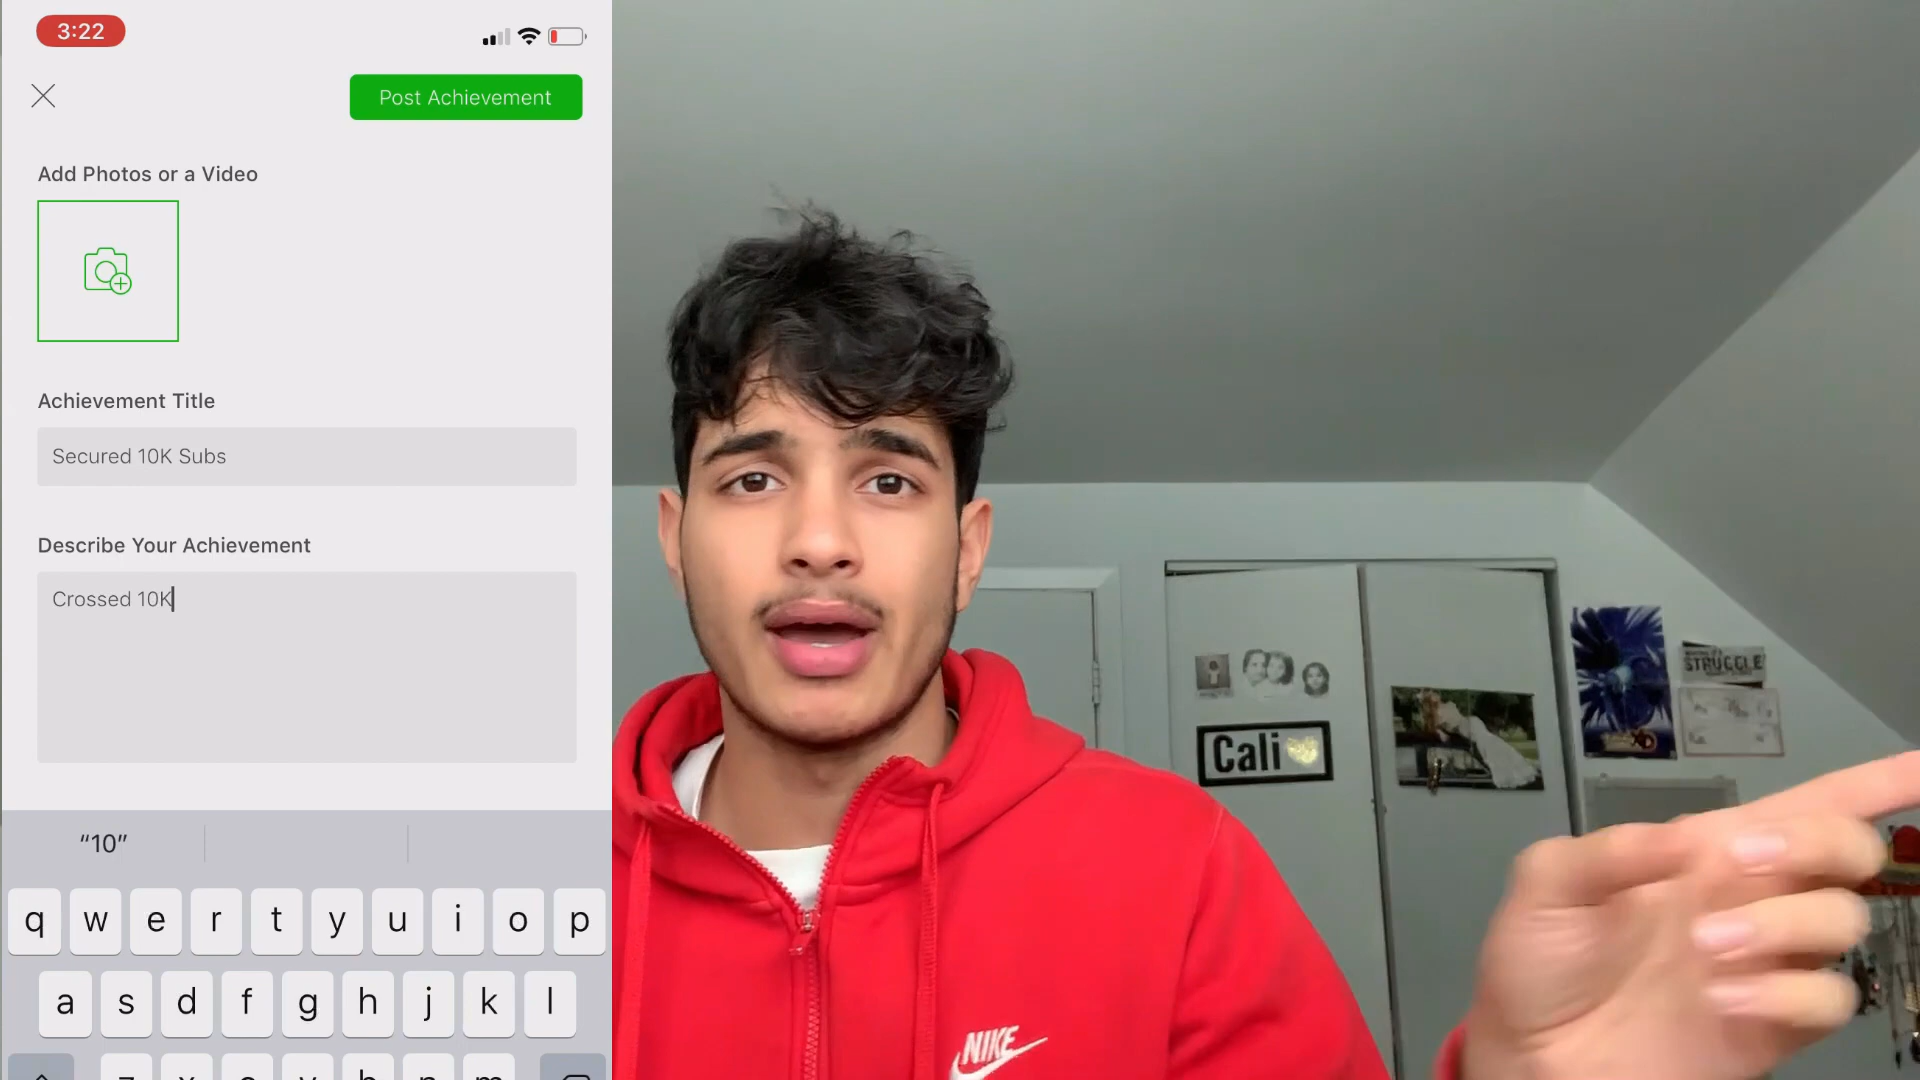 3:22
Post Achievement
Add Photos or a Video
Achievement Title
Secured 10K Subs
Describe Your Achievement
Crossed 10K
“10”
q w e r t y u i o p
a s d f g h j k l
z x c v b n m
STRUGGLE
Cali
NIKE